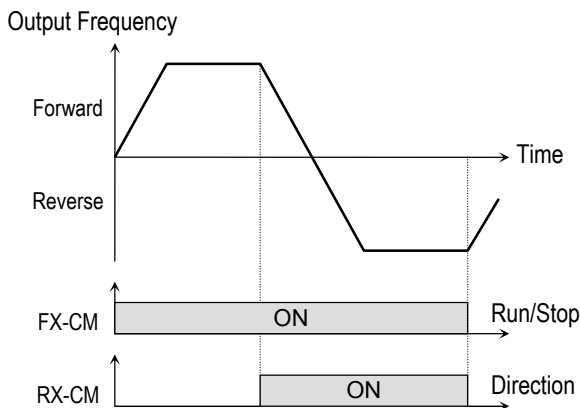 Output Frequency
Forward
Time
Reverse
FX-CM
ON
Run/Stop
RX-CM
ON
Direction